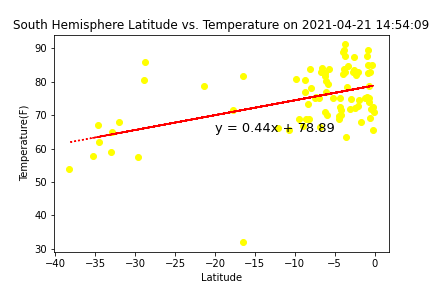 South Hemisphere Latitude vs. Temperature on 2021-04-21 14:54:09
90
80
70
60
50
40
30
Temperature(F)
y = 0.44x + 78.89
−40 −35 −30 −25 −20 −15 −10 −5 0
Latitude